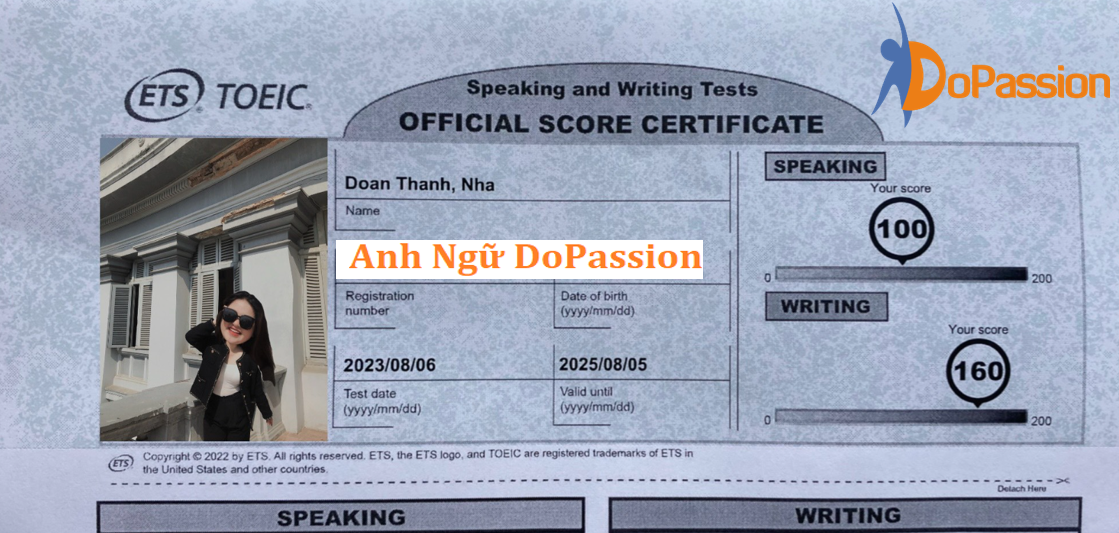 ETS TOEIC®
Speaking and Writing Tests
OFFICIAL SCORE CERTIFICATE
DoPassion
Doan Thanh, Nha
Name
Anh Ngữ DoPassion
Registration
number
Date of birth
(yyyy/mm/dd)
2023/08/06
Test date
(yyyy/mm/dd)
2025/08/05
Valid until
(yyyy/mm/dd)
SPEAKING
Your score
100
0 200
WRITING
Your score
160
0 200
ETS
Copyright © 2022 by ETS. All rights reserved. ETS, the ETS logo, and TOEIC are registered trademarks of ETS in
the United States and other countries.
Detach Here
SPEAKING
WRITING